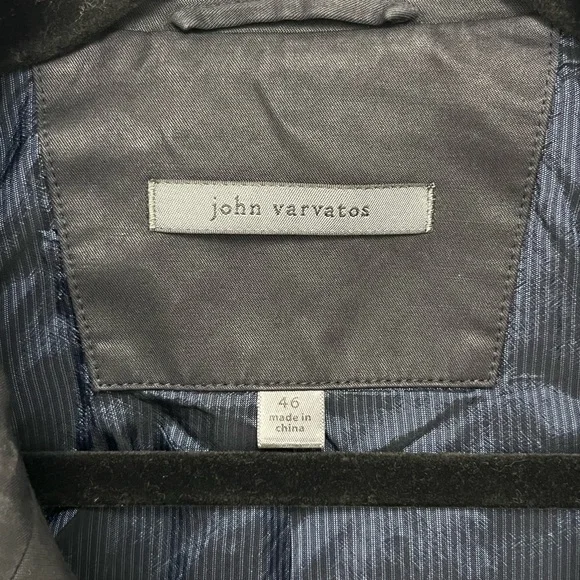 john varvatos
46
made in
china